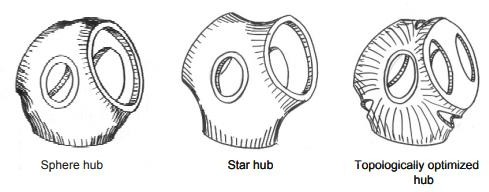 Sphere hub
Star hub
Topologically optimized
hub